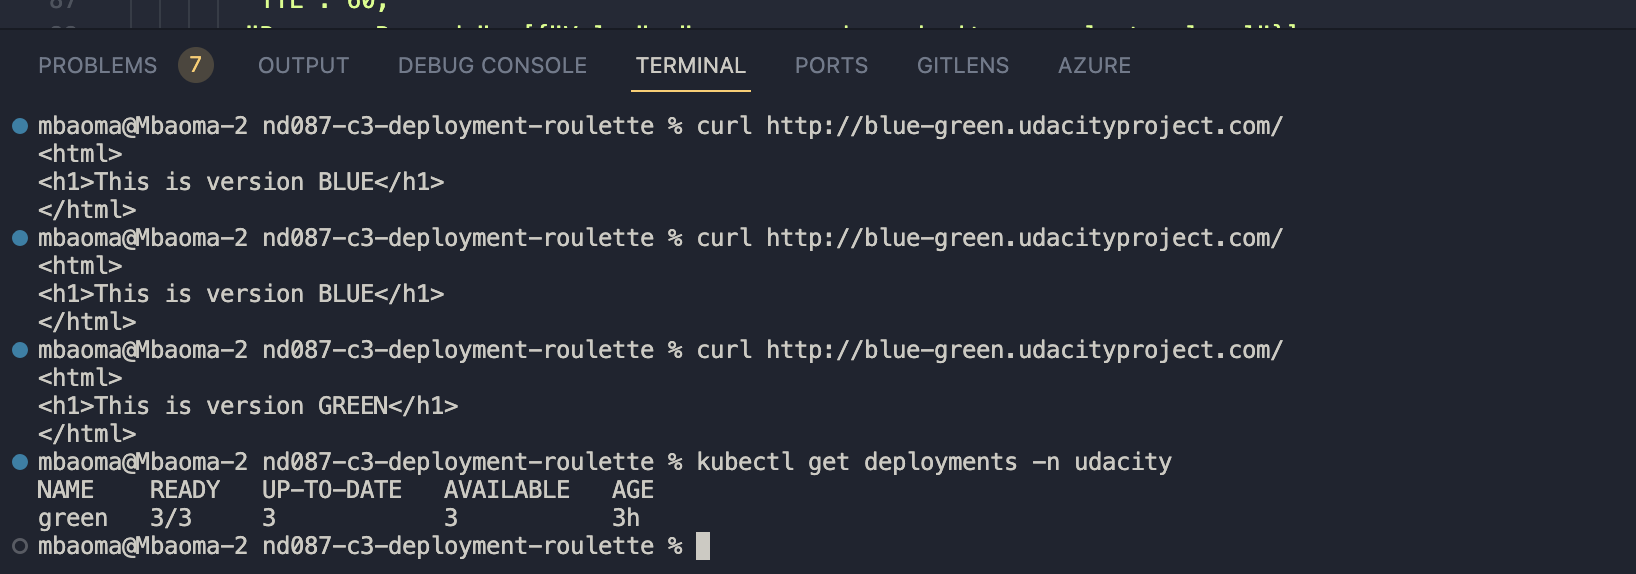 87
TTL": 60,
PROBLEMS 7 OUTPUT DEBUG CONSOLE TERMINAL PORTS GITLENS AZURE
mbaoma@Mbaoma-2 nd087-c3-deployment-roulette % curl http://blue-green.udacityproject.com/
<html>
<h1>This is version BLUE</h1>
</html>
mbaoma@Mbaoma-2 nd087-c3-deployment-roulette % curl http://blue-green.udacityproject.com/
<html>
<h1>This is version BLUE</h1>
</html>
mbaoma@Mbaoma-2 nd087-c3-deployment-roulette % curl http://blue-green.udacityproject.com/
<html>
<h1>This is version GREEN</h1>
</html>
mbaoma@Mbaoma-2 nd087-c3-deployment-roulette % kubectl get deployments -n udacity
NAME READY UP-TO-DATE AVAILABLE AGE
green 3/3 3 3 3h
mbaoma@Mbaoma-2 nd087-c3-deployment-roulette %